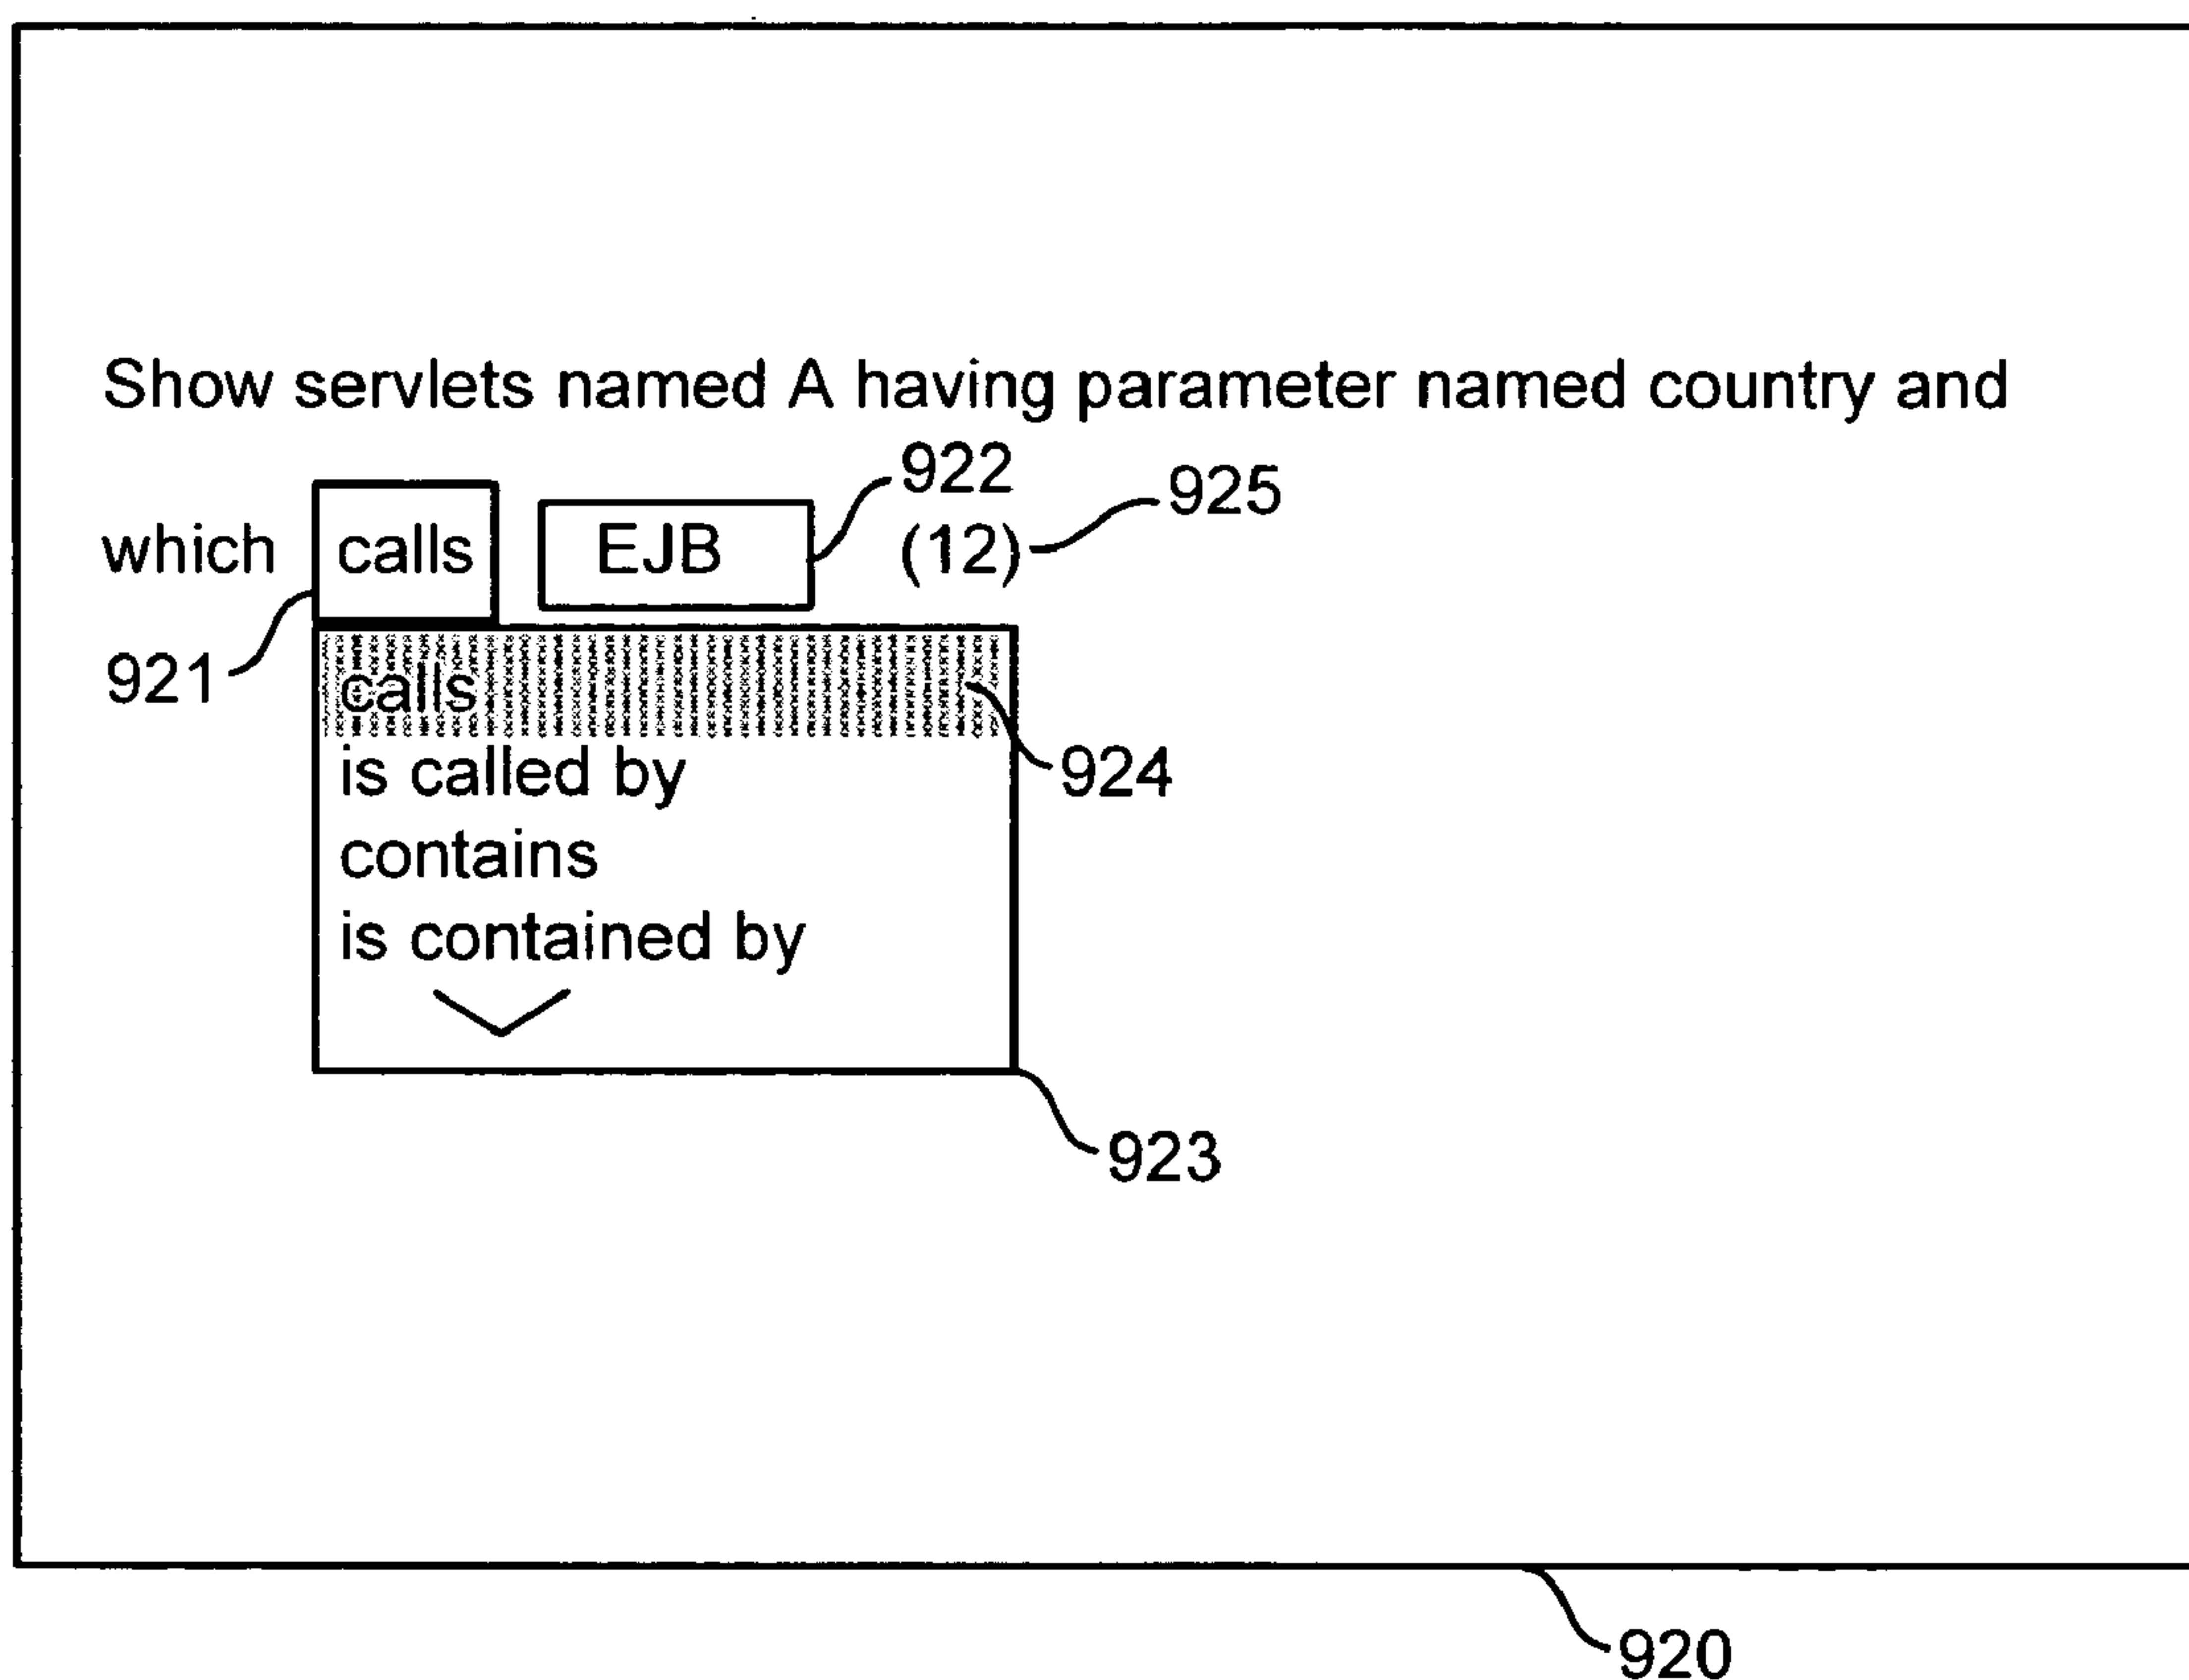 Show servlets named A having parameter named country and
922
925
which calls EJB (12)
921
calls
924
is called by
contains
is contained by
923
920